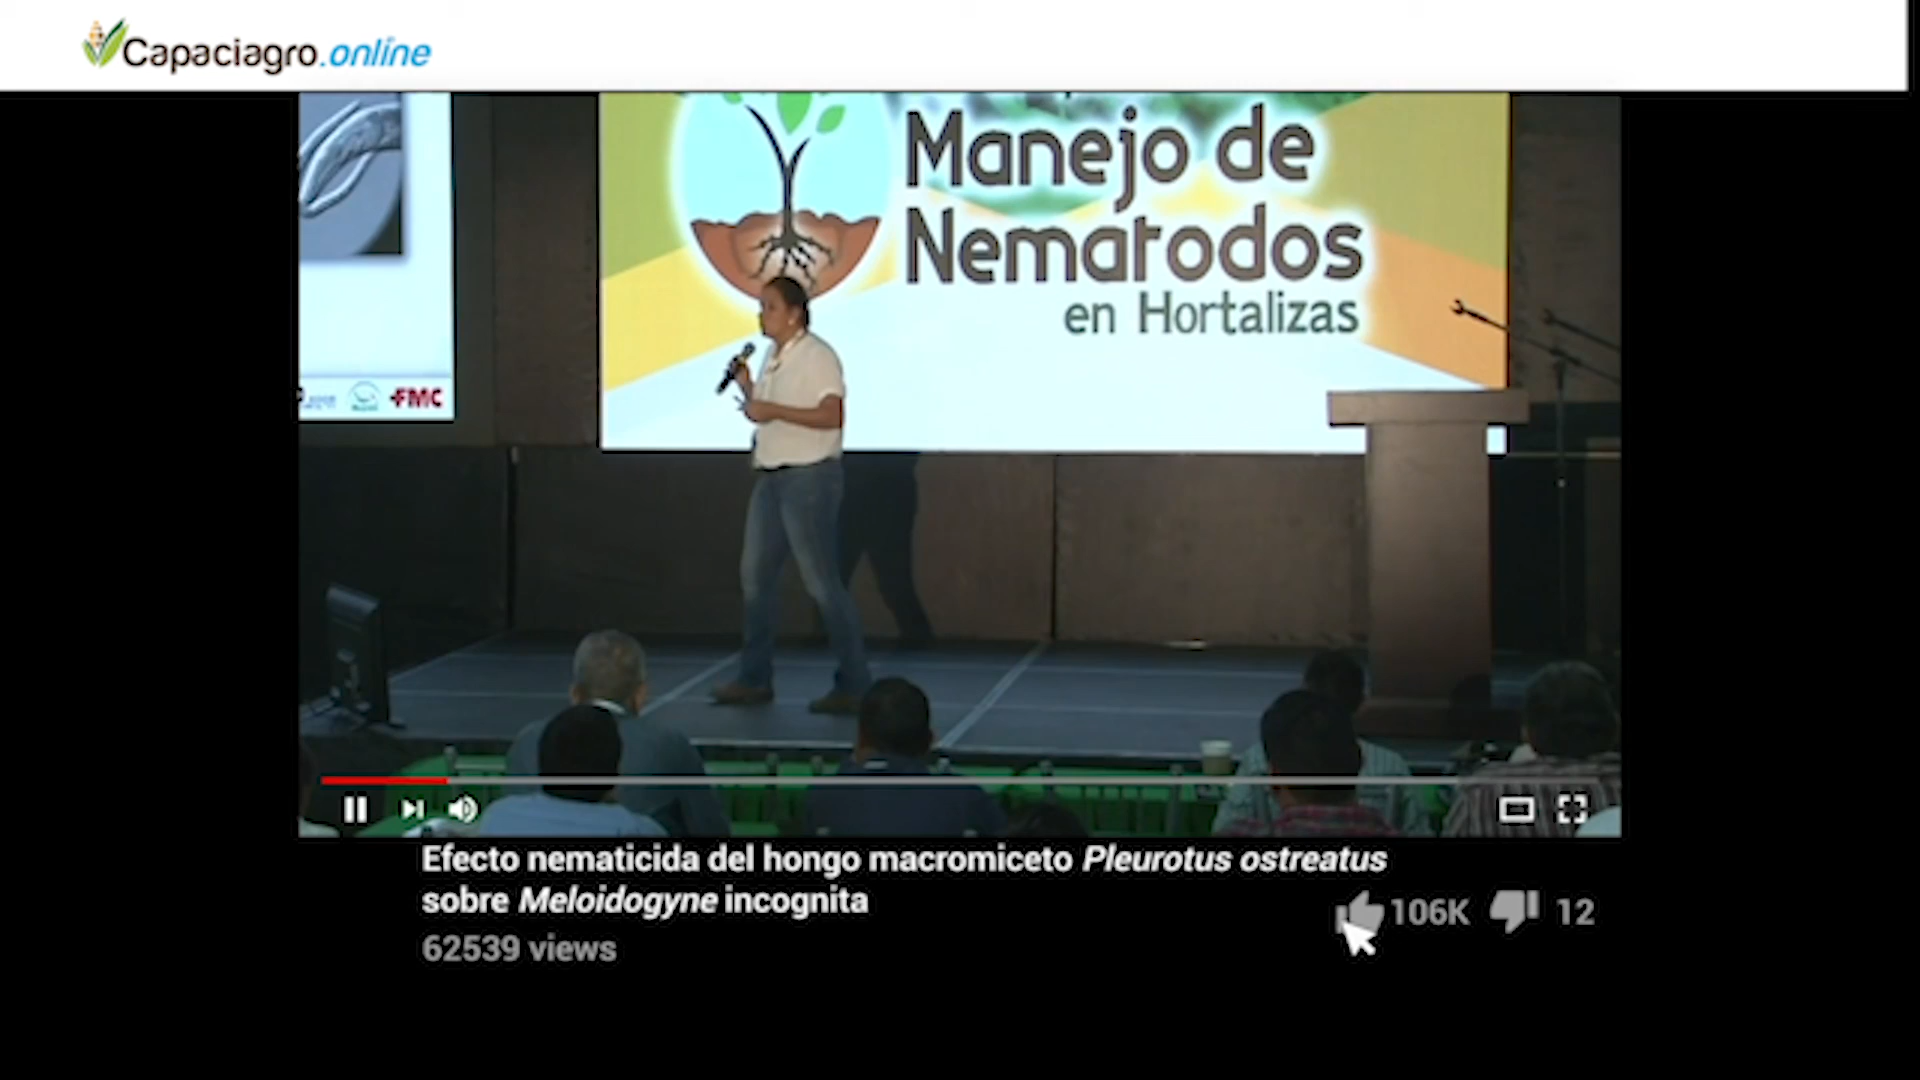 Capaciagro.online
Manejo de
Nematodos
en Hortalizas
FMC
Efecto nematicida del hongo macromiceto Pleurotus ostreatus
sobre Meloidogyne incognita
106K
12
62539 views